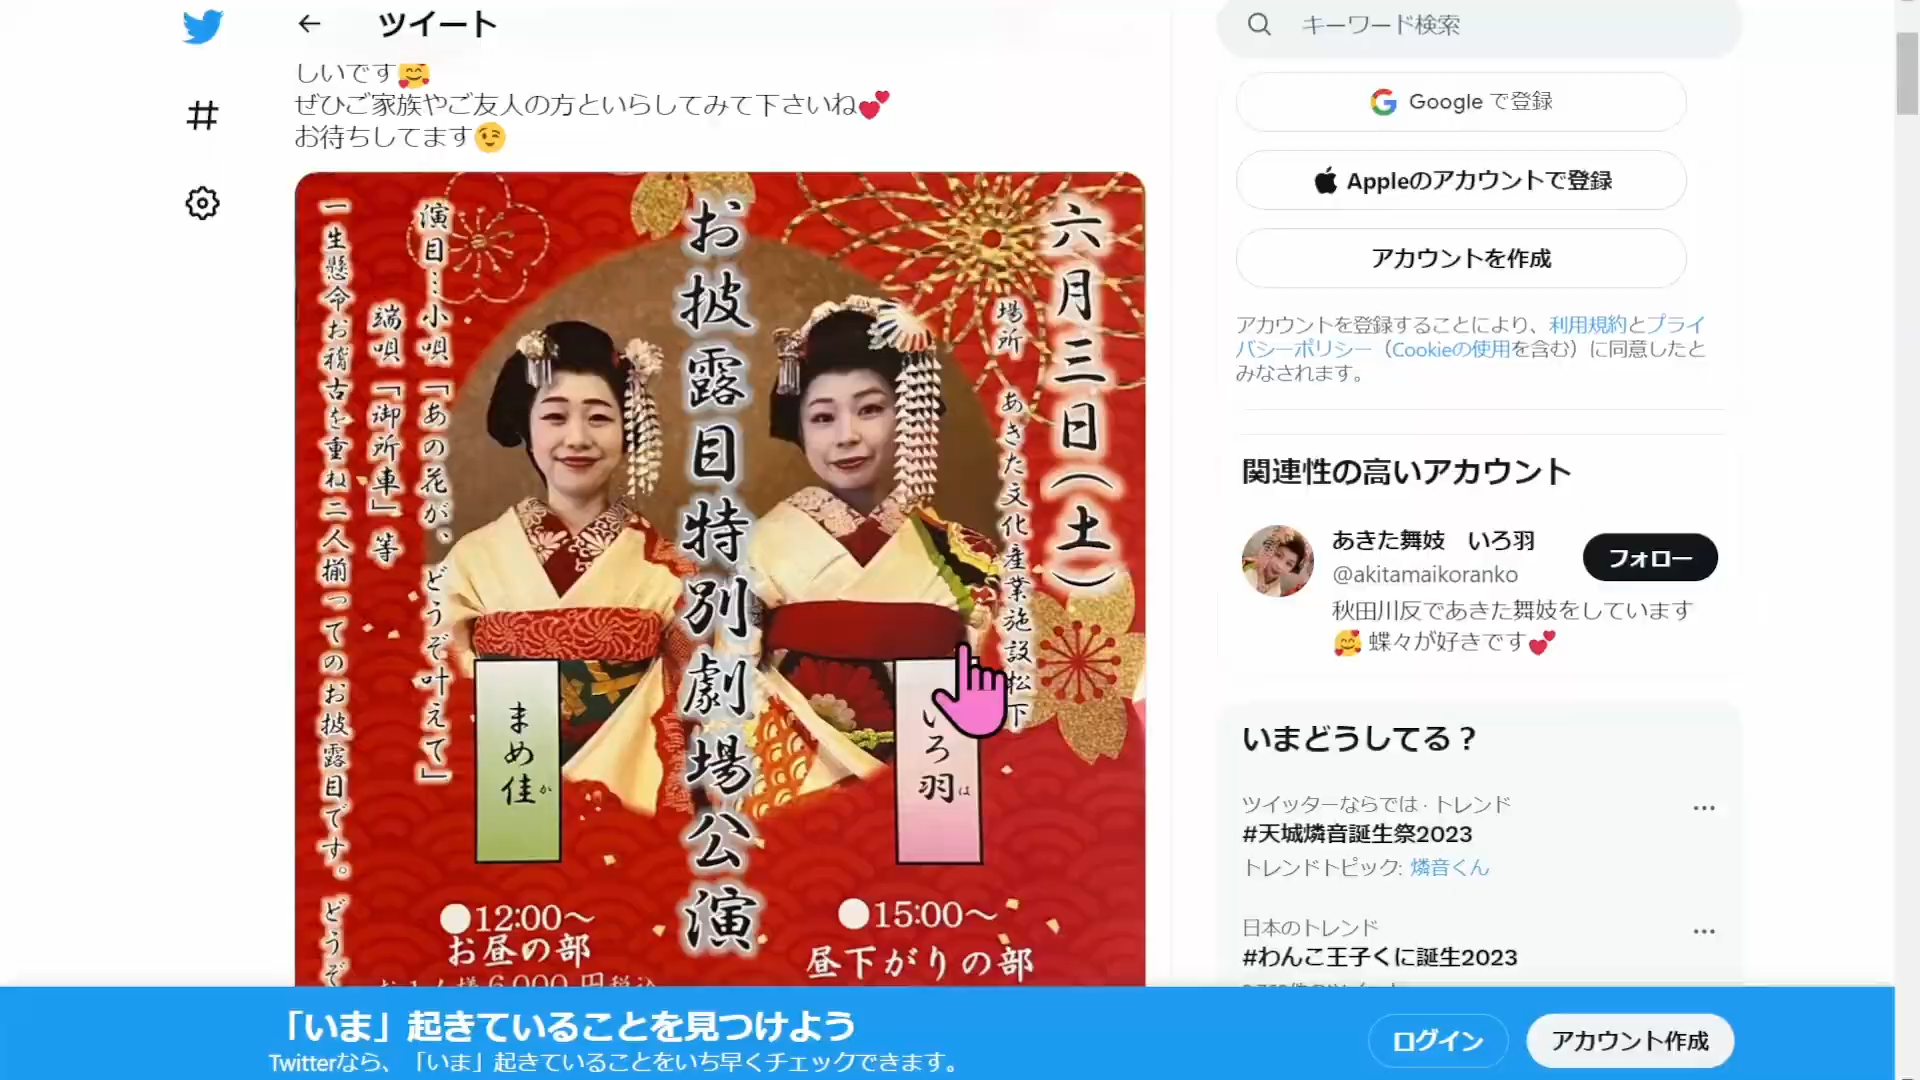 ツイート
しいです🥰
ぜひご家族やご友人の方といらしてみて下さいね💕
お待ちしてます😉
六月三日(土)
場所 あきた文化産業施設松下
お披露目特別劇場公演
演目…小唄「あの花が、どうぞ叶えて」
端唄「御所車」等
一生懸命お稽古を重ね二人揃ってのお披露目です。どうぞ
まめ佳
か
いろ羽
は
●12:00〜
お昼の部
●15:00〜
昼下がりの部
6,000円税込
キーワード検索
Google で登録
Appleのアカウントで登録
アカウントを作成
アカウントを登録することにより、利用規約とプライ
バシーポリシー（Cookieの使用を含む）に同意したと
みなされます。
関連性の高いアカウント
あきた舞妓 いろ羽
@akitamaikoranko
フォロー
秋田川反であきた舞妓をしています
🥰 蝶々が好きです💕
いまどうしてる？
ツイッターならでは · トレンド
#天城燐音誕生祭2023
トレンドトピック: 燐音くん
日本のトレンド
#わんこ王子くに誕生2023
「いま」起きていることを見つけよう
Twitterなら、「いま」起きていることをいち早くチェックできます。
ログイン
アカウント作成